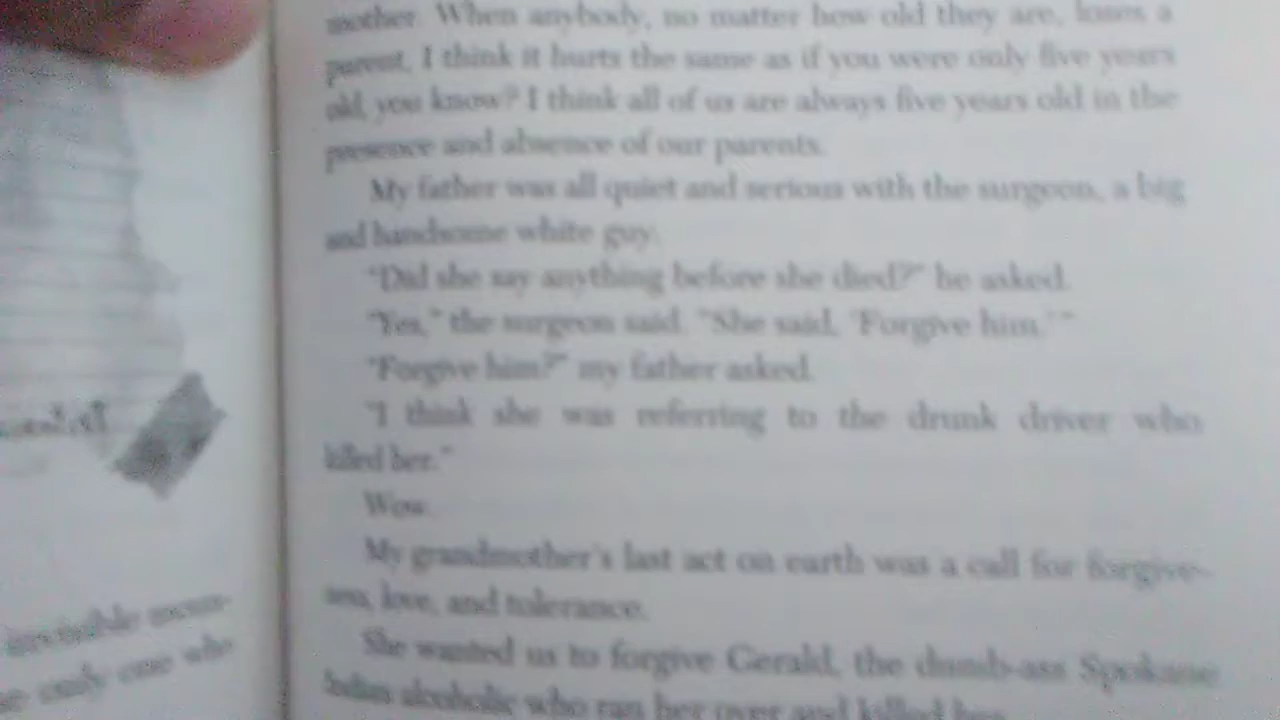 mother. When anybody, no matter how old they are, loses a
parent, I think it hurts the same as if you were only five years
old, you know? I think all of us are always five years old in the
presence and absence of our parents.
My father was all quiet and serious with the surgeon, a big
and handsome white guy.
"Did she say anything before she died?" he asked.
"Yes," the surgeon said. "She said, 'Forgive him.'"
"Forgive him?" my father asked.
"I think she was referring to the drunk driver who
killed her."
Wow.
My grandmother's last act on earth was a call for forgive-
ness, love, and tolerance.
She wanted us to forgive Gerald, the dumb-ass Spokane
Indian alcoholic who ran her over and killed her.
invisible moun-
only one who